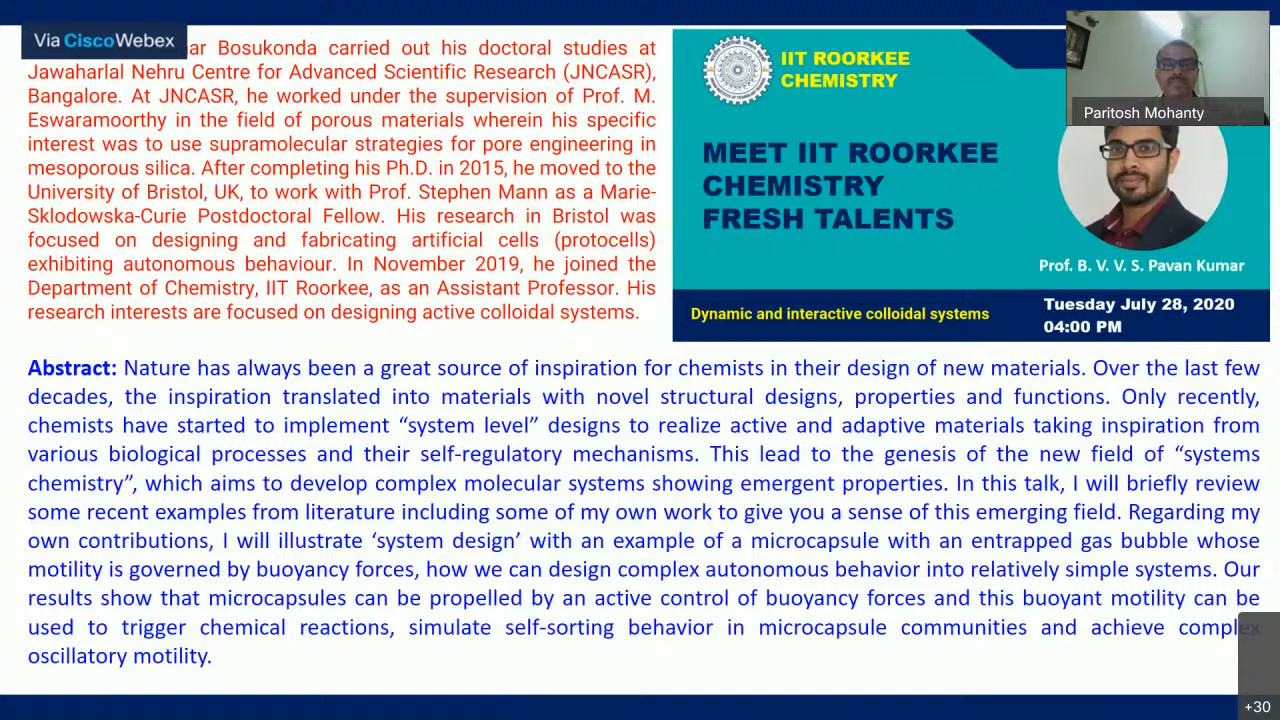 Via CiscoWebex
ar Bosukonda carried out his doctoral studies at
Jawaharlal Nehru Centre for Advanced Scientific Research (JNCASR),
Bangalore. At JNCASR, he worked under the supervision of Prof. M.
Eswaramoorthy in the field of porous materials wherein his specific
interest was to use supramolecular strategies for pore engineering in
mesoporous silica. After completing his Ph.D. in 2015, he moved to the
University of Bristol, UK, to work with Prof. Stephen Mann as a Marie-
Sklodowska-Curie Postdoctoral Fellow. His research in Bristol was
focused on designing and fabricating artificial cells (protocells)
exhibiting autonomous behaviour. In November 2019, he joined the
Department of Chemistry, IIT Roorkee, as an Assistant Professor. His
research interests are focused on designing active colloidal systems.
IIT ROORKEE
CHEMISTRY
MEET IIT ROORKEE
CHEMISTRY
FRESH TALENTS
Paritosh Mohanty
Prof. B. V. V. S. Pavan Kumar
Dynamic and interactive colloidal systems
Tuesday July 28, 2020
04:00 PM
Abstract: Nature has always been a great source of inspiration for chemists in their design of new materials. Over the last few
decades, the inspiration translated into materials with novel structural designs, properties and functions. Only recently,
chemists have started to implement “system level” designs to realize active and adaptive materials taking inspiration from
various biological processes and their self-regulatory mechanisms. This lead to the genesis of the new field of “systems
chemistry”, which aims to develop complex molecular systems showing emergent properties. In this talk, I will briefly review
some recent examples from literature including some of my own work to give you a sense of this emerging field. Regarding my
own contributions, I will illustrate ‘system design’ with an example of a microcapsule with an entrapped gas bubble whose
motility is governed by buoyancy forces, how we can design complex autonomous behavior into relatively simple systems. Our
results show that microcapsules can be propelled by an active control of buoyancy forces and this buoyant motility can be
used to trigger chemical reactions, simulate self-sorting behavior in microcapsule communities and achieve complex
oscillatory motility.
+30